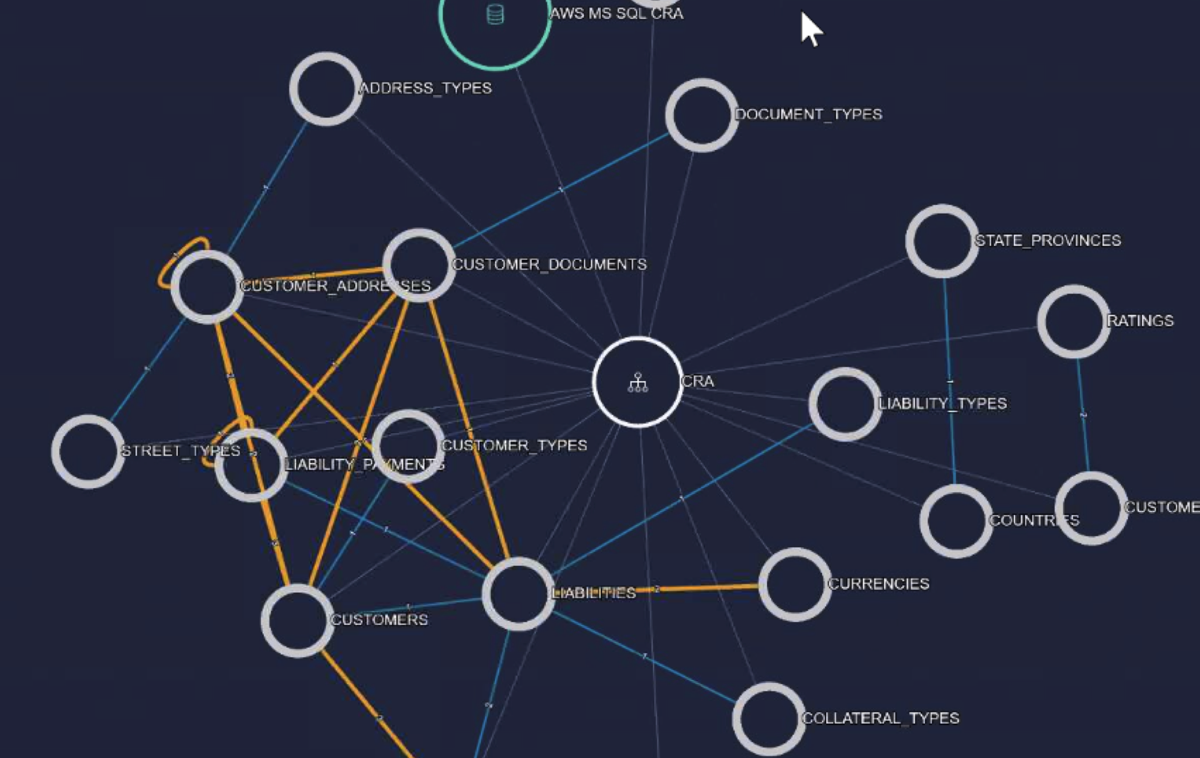 AWS MS SQL CRA
ADDRESS_TYPES
DOCUMENT_TYPES
STATE_PROVINCES
CUSTOMER_DOCUMENTS
CUSTOMER_ADDRESSES
RATINGS
CRA
LIABILITY_TYPES
CUSTOMER_TYPES
STREET_TYPES
LIABILITY_PAYMENTS
CUSTOME
COUNTRIES
CURRENCIES
LIABILITIES
CUSTOMERS
COLLATERAL_TYPES